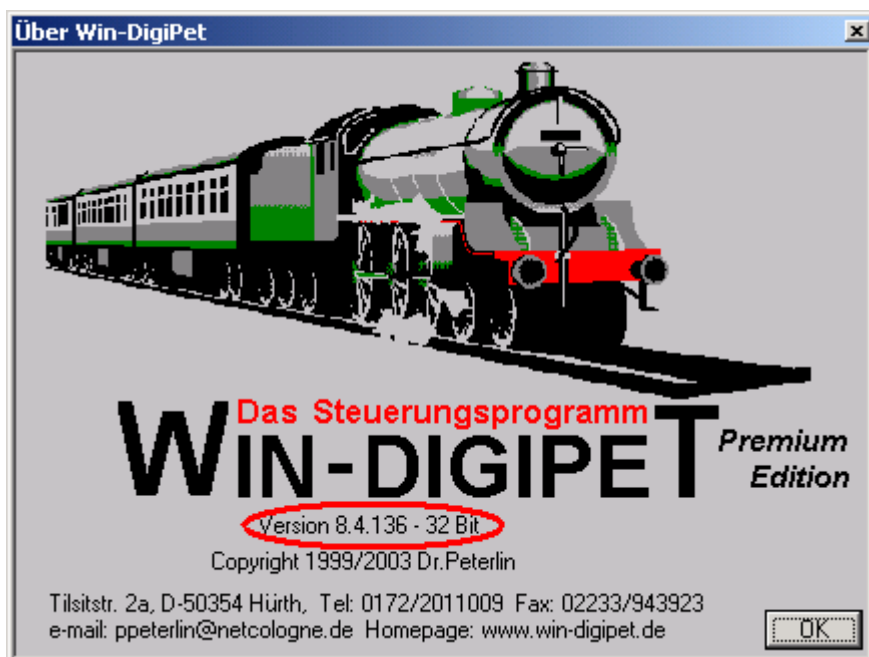 Über Win-DigiPet
Das Steuerungsprogramm
WIN-DIGIPET
Premium
Edition
Version 8.4.136 - 32 Bit
Copyright 1999/2003 Dr.Peterlin
Tilsitstr. 2a, D-50354 Hürth, Tel: 0172/2011009 Fax: 02233/943923
e-mail: ppeterlin@netcologne.de Homepage: www.win-digipet.de
OK